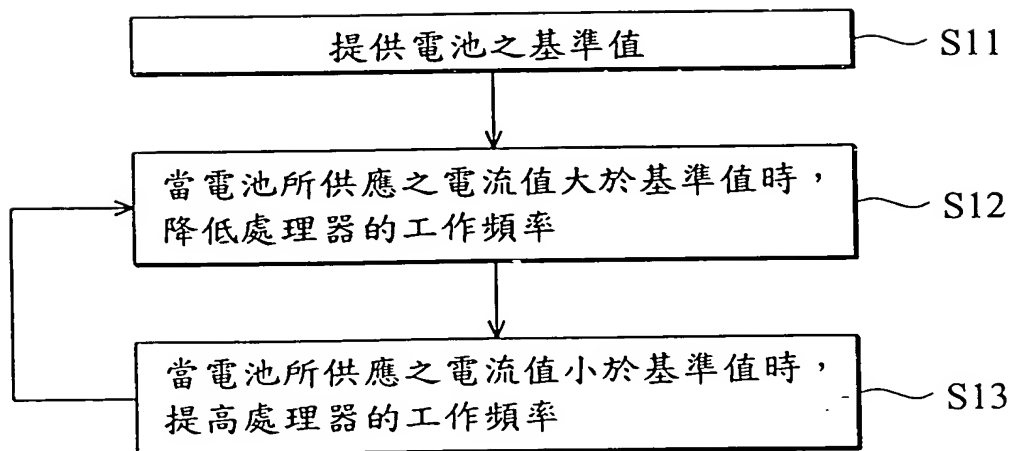 提供電池之基準值
S11
當電池所供應之電流值大於基準值時，
降低處理器的工作頻率
S12
當電池所供應之電流值小於基準值時，
提高處理器的工作頻率
S13